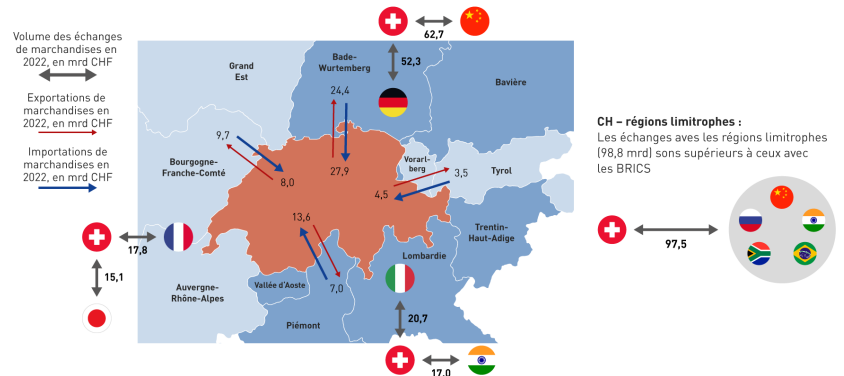 Volume des échanges
de marchandises en
2022, en mrd CHF
Exportations de
marchandises en
2022, en mrd CHF
Importations de
marchandises en
2022, en mrd CHF
62,7
52,3
Grand
Est
Bade-
Wurtemberg
24,4
Bavière
9,7
Bourgogne-
Franche-Comté
8,0
27,9
Vorarl-
berg
3,5
Tyrol
4,5
13,6
Trentin-
Haut-Adige
17,8
15,1
Lombardie
Vallée d'Aoste
7,0
Auvergne-
Rhône-Alpes
Piémont
20,7
17,0
CH – régions limitrophes :
Les échanges aves les régions limitrophes
(98,8 mrd) sons supérieurs à ceux avec
les BRICS
97,5